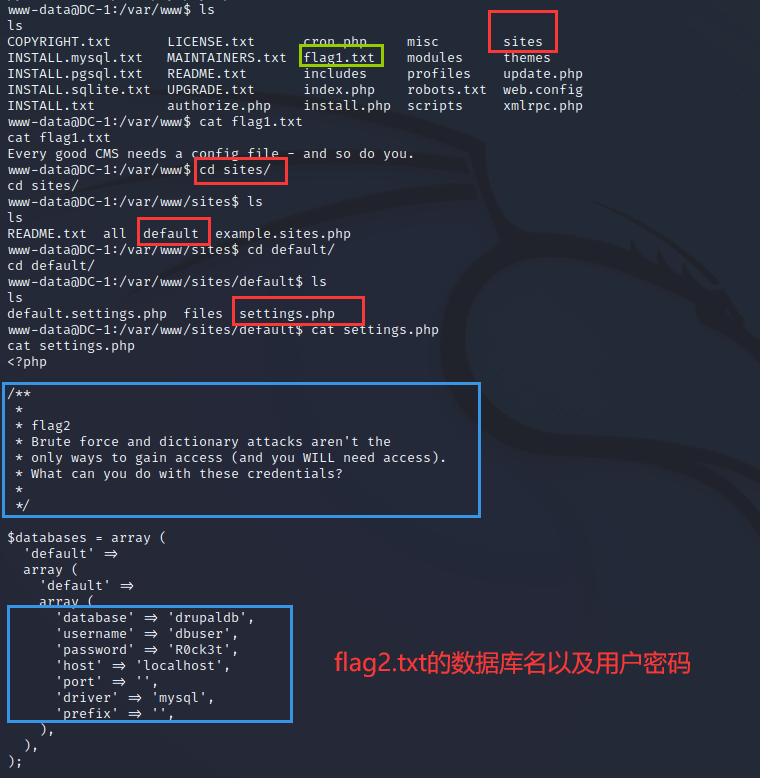 www-data@DC-1:/var/www$ ls
ls
COPYRIGHT.txt LICENSE.txt cron.php misc sites
INSTALL.mysql.txt MAINTAINERS.txt flag1.txt modules themes
INSTALL.pgsql.txt README.txt includes profiles update.php
INSTALL.sqlite.txt UPGRADE.txt index.php robots.txt web.config
INSTALL.txt authorize.php install.php scripts xmlrpc.php
www-data@DC-1:/var/www$ cat flag1.txt
cat flag1.txt
Every good CMS needs a config file - and so do you.
www-data@DC-1:/var/www$ cd sites/
cd sites/
www-data@DC-1:/var/www/sites$ ls
ls
README.txt all default example.sites.php
www-data@DC-1:/var/www/sites$ cd default/
cd default/
www-data@DC-1:/var/www/sites/default$ ls
ls
default.settings.php files settings.php
www-data@DC-1:/var/www/sites/default$ cat settings.php
cat settings.php
<?php
/**
*
* flag2
* Brute force and dictionary attacks aren't the
* only ways to gain access (and you WILL need access).
* What can you do with these credentials?
*
*/
$databases = array (
'default' =>
array (
'default' =>
array (
'database' => 'drupaldb',
'username' => 'dbuser',
'password' => 'R0ck3t',
'host' => 'localhost',
'port' => '',
'driver' => 'mysql',
'prefix' => '',
),
),
);
flag2.txt的数据库名以及用户密码